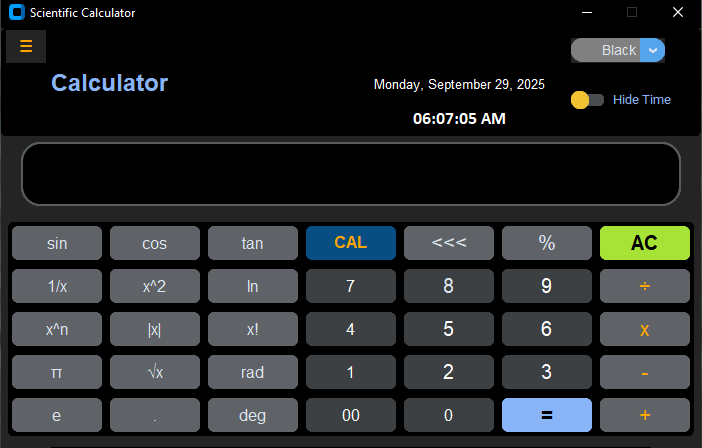 Scientific Calculator
☰
Black
Calculator
Monday, September 29, 2025
Hide Time
06:07:05 AM
sin cos tan CAL <<< % AC
1/x x^2 ln 7 8 9 ÷
x^n |x| x! 4 5 6 x
π √x rad 1 2 3 -
e . deg 00 0 = +